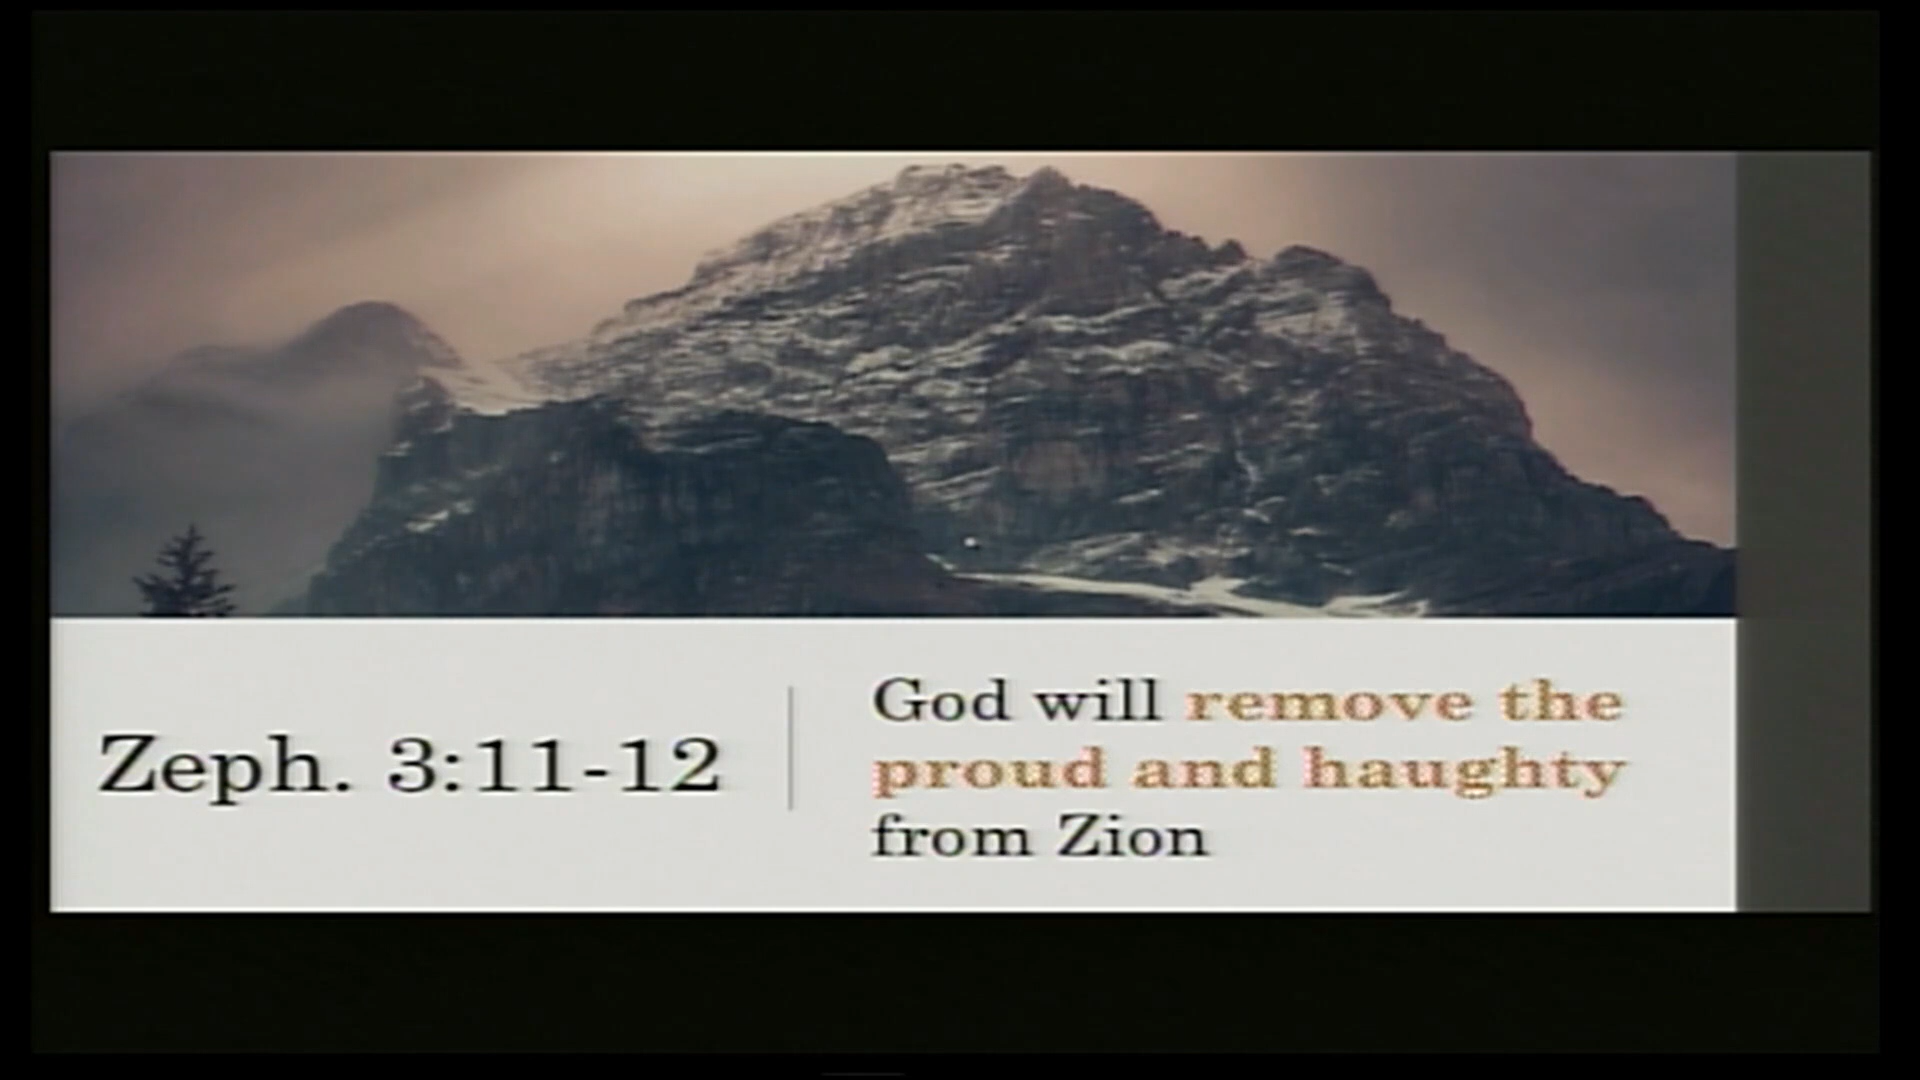 Zeph. 3:11-12
God will remove the
proud and haughty
from Zion